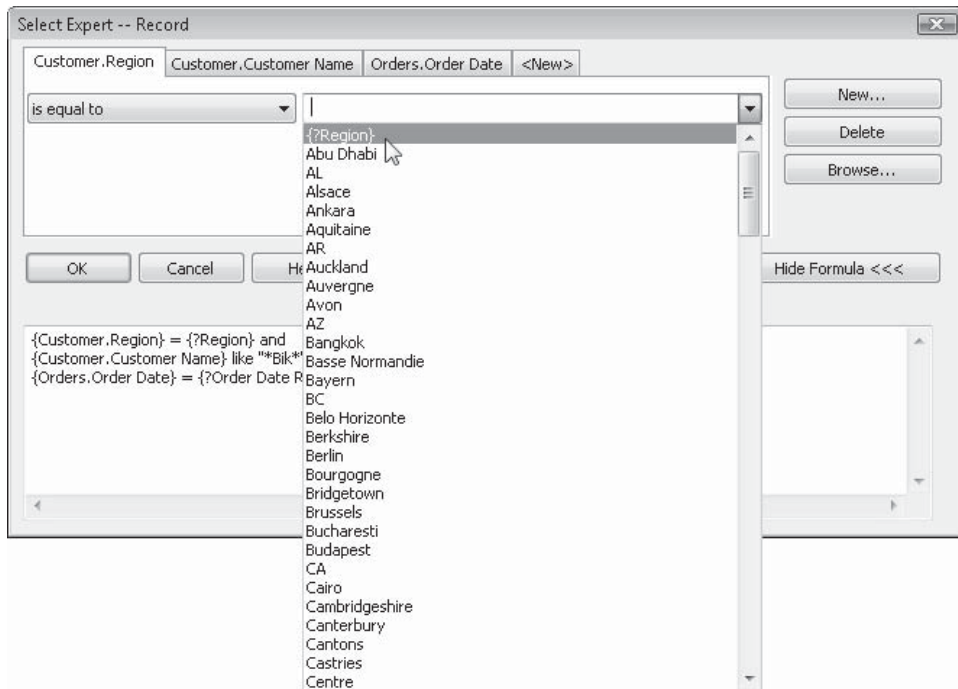 Select Expert -- Record
Customer.Region Customer.Customer Name Orders.Order Date <New>
is equal to
New...
Delete
Browse...
{?Region}
Abu Dhabi
AL
Alsace
Ankara
Aquitaine
AR
Auckland
Auvergne
Avon
AZ
Bangkok
Basse Normandie
Bayern
BC
Belo Horizonte
Berkshire
Berlin
Bourgogne
Bridgetown
Brussels
Bucharesti
Budapest
CA
Cairo
Cambridgeshire
Canterbury
Cantons
Castries
Centre
OK Cancel He Hide Formula <<<
{Customer.Region} = {?Region} and
{Customer.Customer Name} like "*Bik*"
{Orders.Order Date} = {?Order Date R